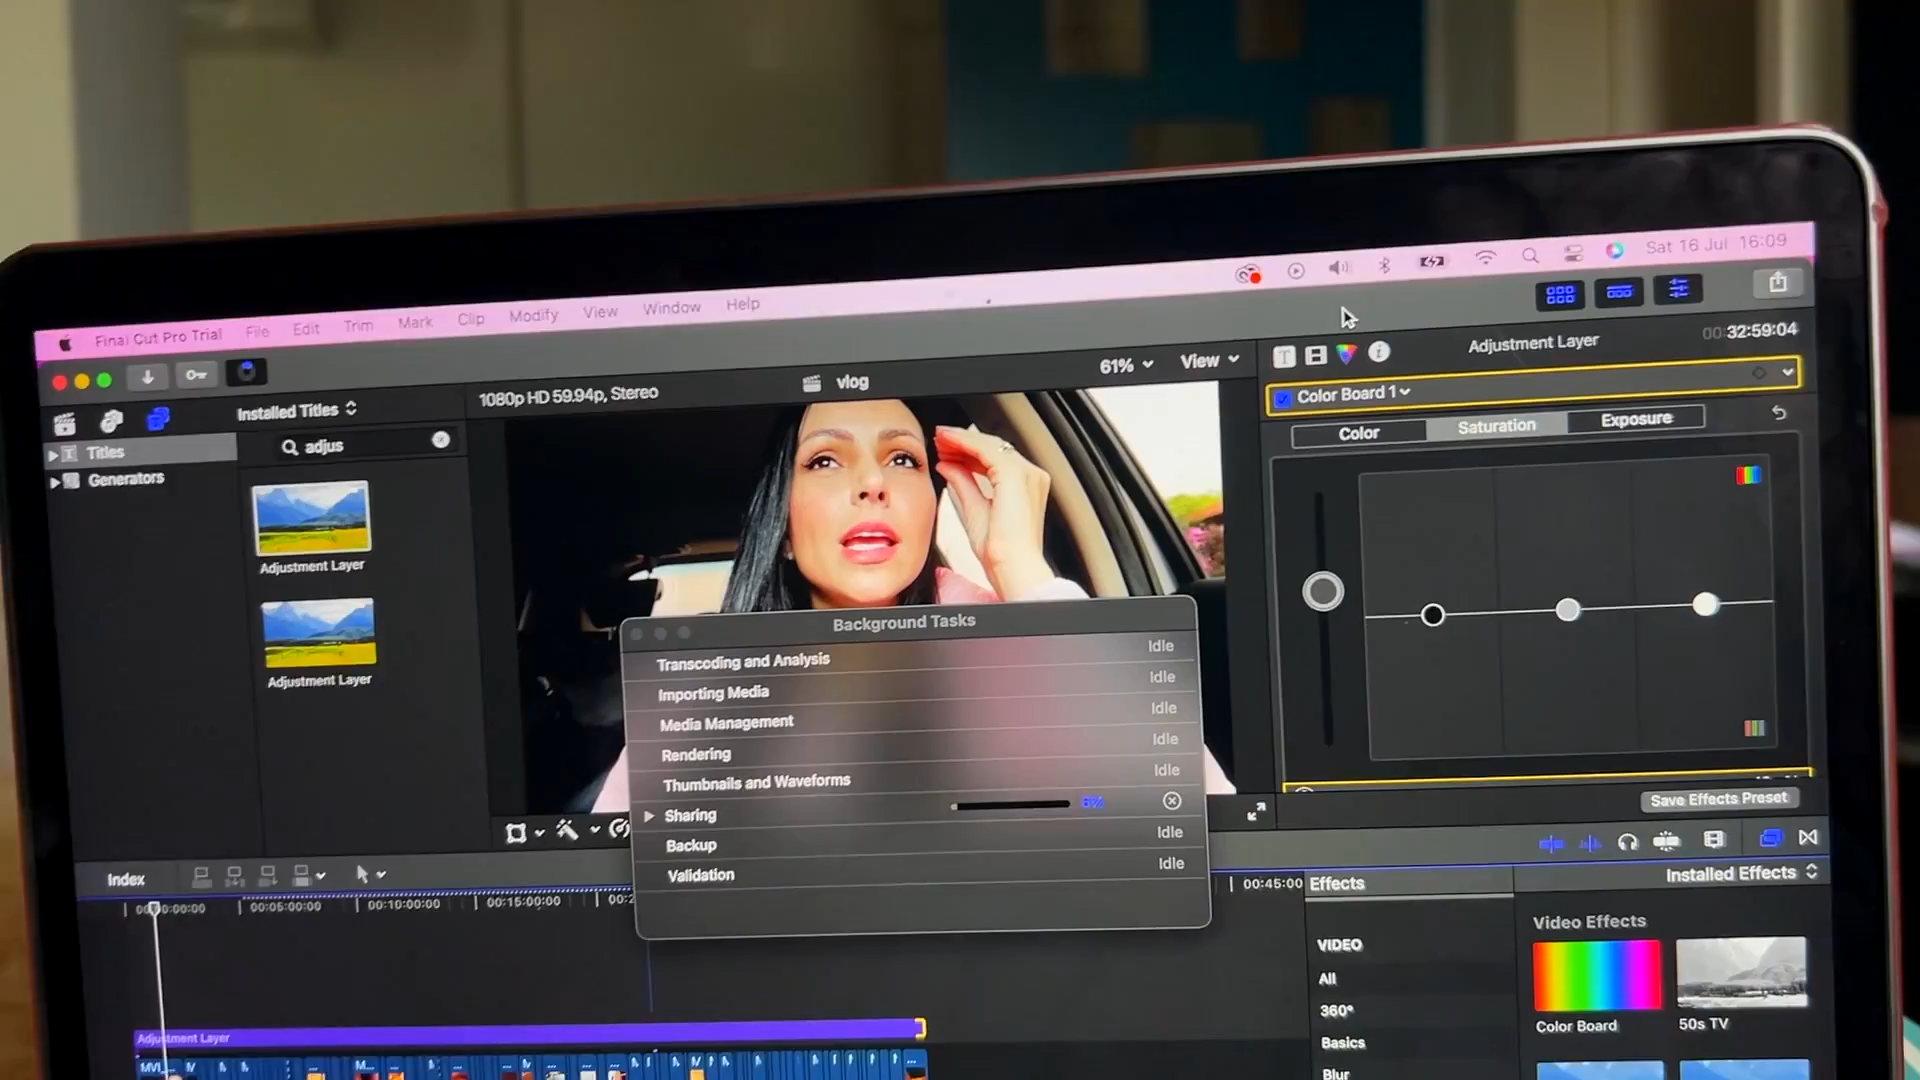 Final Cut Pro Trial File Edit Trim Mark Clip Modify View Window Help
Sat 16 Jul 16:09
Installed Titles
1080p HD 59.94p, Stereo
vlog
61% View
Adjustment Layer
00:32:59:04
Titles
adjus
Generators
Adjustment Layer
Adjustment Layer
Color Board 1
Color Saturation Exposure
Background Tasks
Transcoding and Analysis Idle
Importing Media Idle
Media Management Idle
Rendering Idle
Thumbnails and Waveforms Idle
Sharing 6%
Backup Idle
Validation Idle
Save Effects Preset
Index
00:00:00:00 00:05:00:00 00:10:00:00 00:15:00:00
00:45:00
Effects
Installed Effects
VIDEO
All
360°
Basics
Blur
Video Effects
Color Board
50s TV
Adjustment Layer
MVI_...
M...